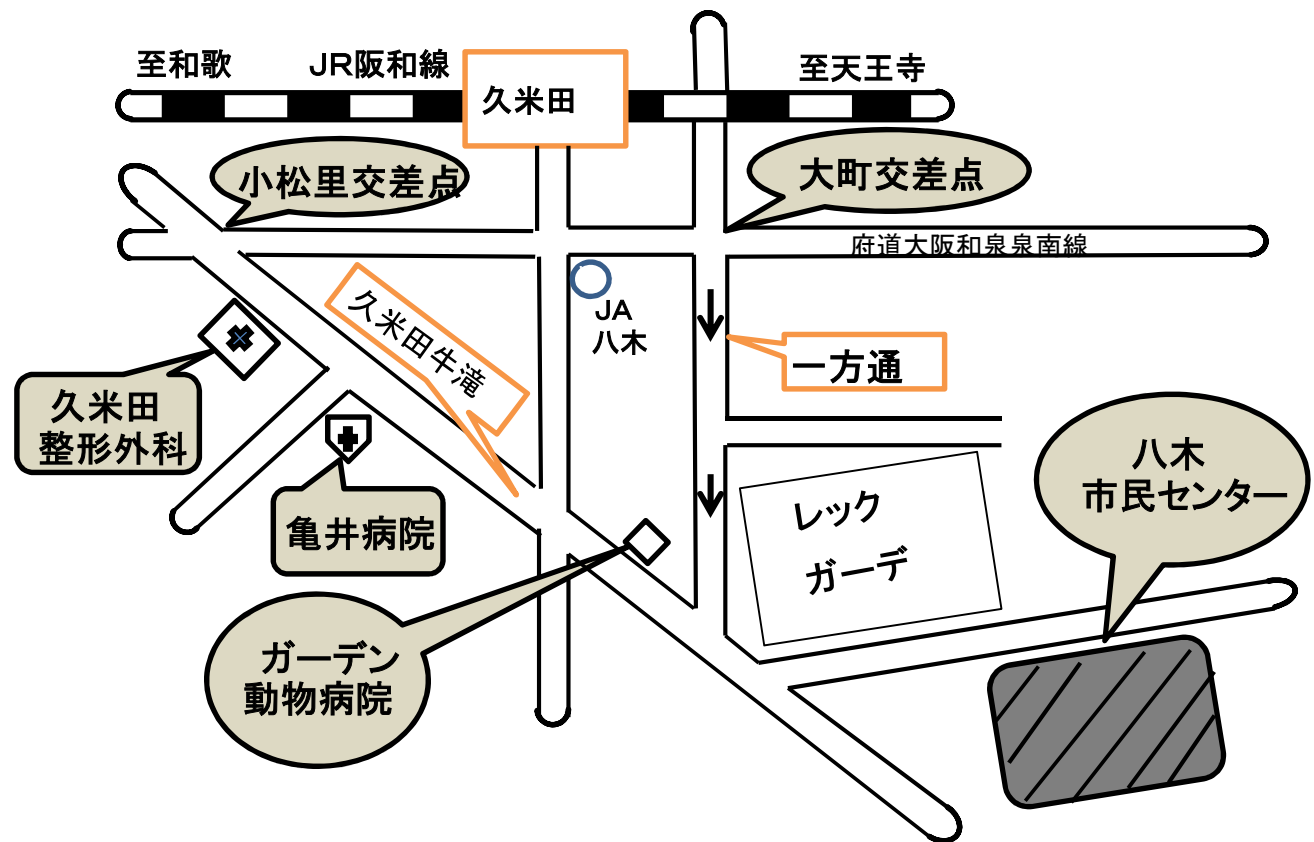 至和歌
JR阪和線
久米田
至天王寺
小松里交差点
大町交差点
府道大阪和泉泉南線
久米田牛滝
JA
八木
一方通
久米田
整形外科
亀井病院
八木
市民センター
レック
ガーデ
ガーデン
動物病院